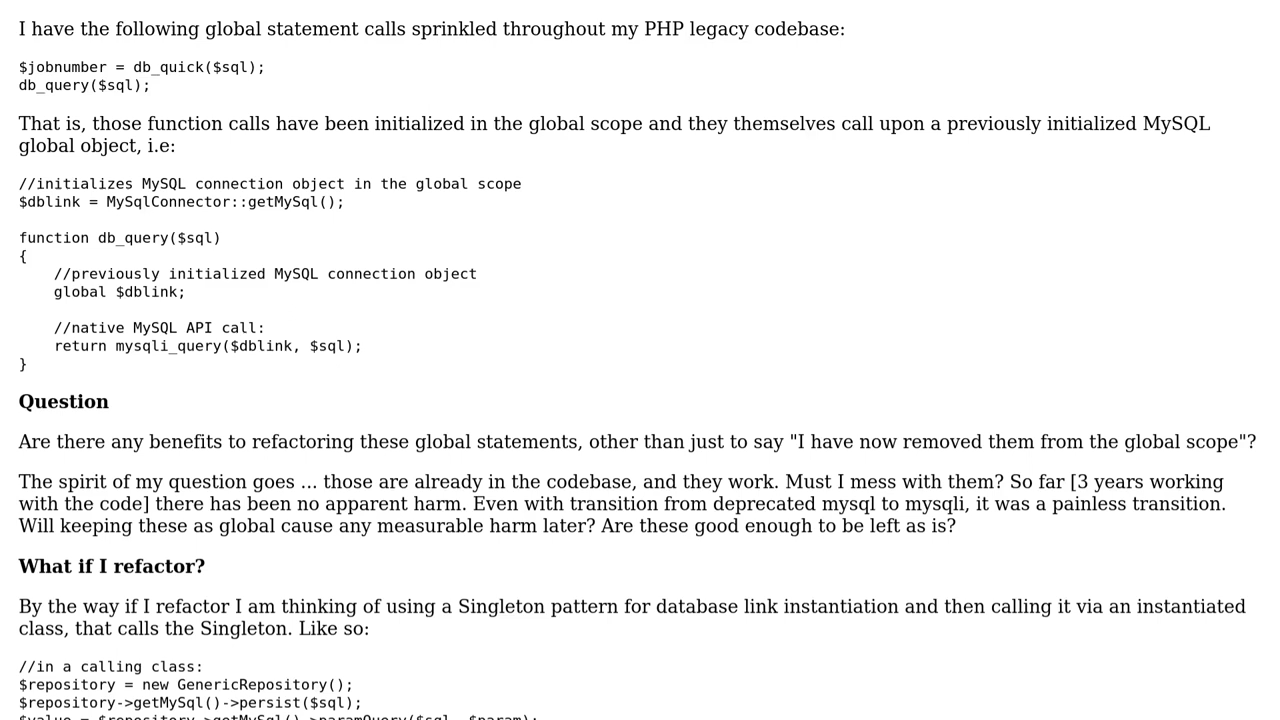 I have the following global statement calls sprinkled throughout my PHP legacy codebase:
$jobnumber = db_quick($sql);
db_query($sql);
That is, those function calls have been initialized in the global scope and they themselves call upon a previously initialized MySQL
global object, i.e:
//initializes MySQL connection object in the global scope
$dblink = MySqlConnector::getMySql();
function db_query($sql)
{
    //previously initialized MySQL connection object
    global $dblink;
    //native MySQL API call:
    return mysqli_query($dblink, $sql);
}
Question
Are there any benefits to refactoring these global statements, other than just to say "I have now removed them from the global scope"?
The spirit of my question goes ... those are already in the codebase, and they work. Must I mess with them? So far [3 years working
with the code] there has been no apparent harm. Even with transition from deprecated mysql to mysqli, it was a painless transition.
Will keeping these as global cause any measurable harm later? Are these good enough to be left as is?
What if I refactor?
By the way if I refactor I am thinking of using a Singleton pattern for database link instantiation and then calling it via an instantiated
class, that calls the Singleton. Like so:
//in a calling class:
$repository = new GenericRepository();
$repository->getMySql()->persist($sql);
$value = $repository->getMySql()->paramQuery($sql, $param);